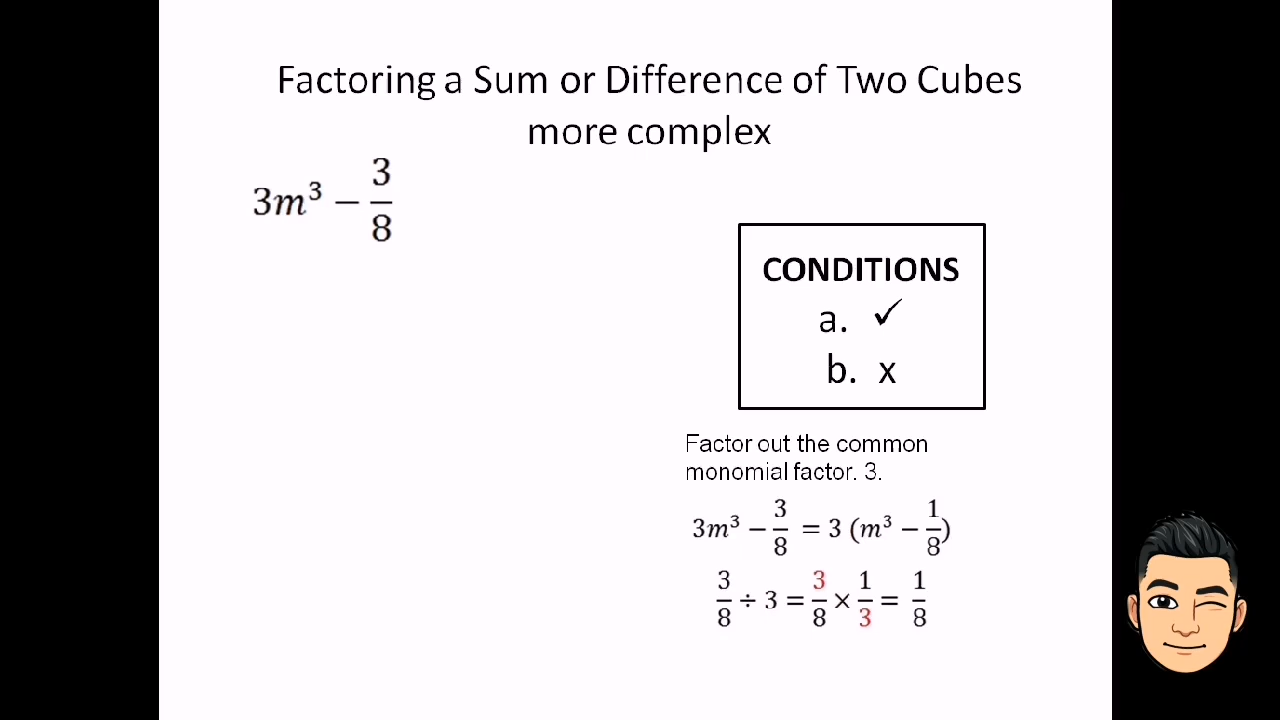 Factoring a Sum or Difference of Two Cubes
more complex
3m³ − 3/8
CONDITIONS
a. ✓
b. x
Factor out the common
monomial factor. 3.
3m³ − 3/8 = 3 (m³ − 1/8)
3/8 ÷ 3 = 3/8 × 1/3 = 1/8